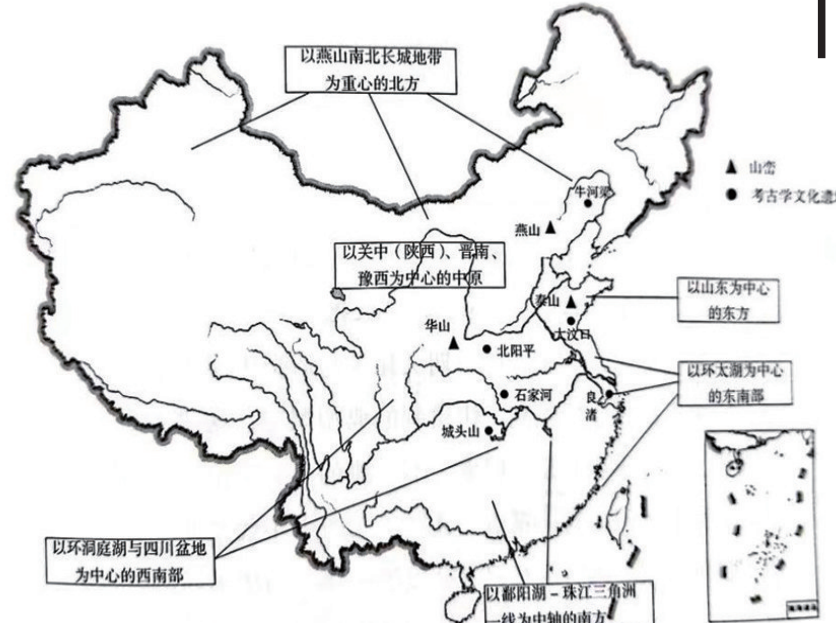 以燕山南北长城地带
为重心的北方
牛河梁
燕山
山峦
考古学文化遗
以关中（陕西）、晋南、
豫西为中心的中原
泰山
以山东为中心
的东方
大汶口
华山
北阳平
以环太湖为中心
的东南部
石家河
良
渚
城头山
以环洞庭湖与四川盆地
为中心的西南部
以鄱阳湖－珠江三角洲
一线为中轴的南方
南海诸岛